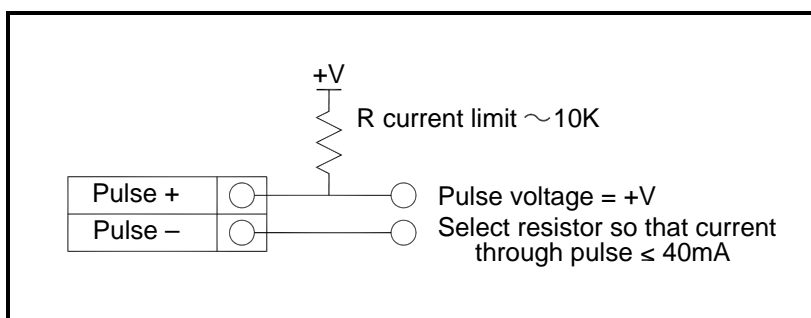 +V
R current limit ～10K
Pulse +
Pulse voltage = +V
Pulse –
Select resistor so that current
through pulse ≤ 40mA